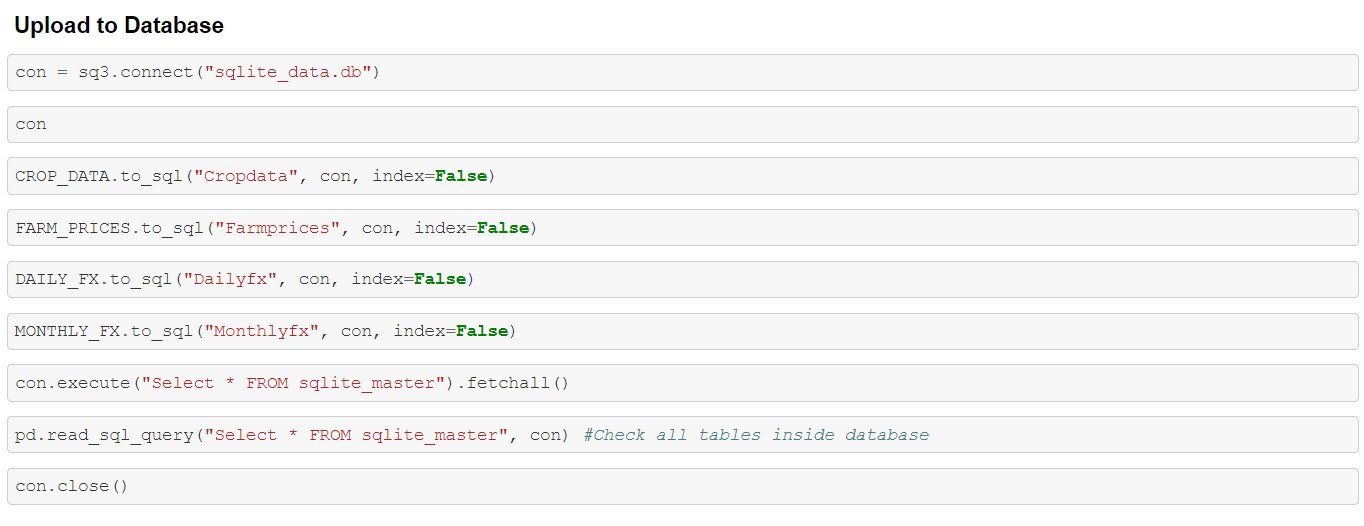 Upload to Database
con = sq3.connect("sqlite_data.db")
con
CROP_DATA.to_sql("Cropdata", con, index=False)
FARM_PRICES.to_sql("Farmprices", con, index=False)
DAILY_FX.to_sql("Dailyfx", con, index=False)
MONTHLY_FX.to_sql("Monthlyfx", con, index=False)
con.execute("Select * FROM sqlite_master").fetchall()
pd.read_sql_query("Select * FROM sqlite_master", con) #Check all tables inside database
con.close()